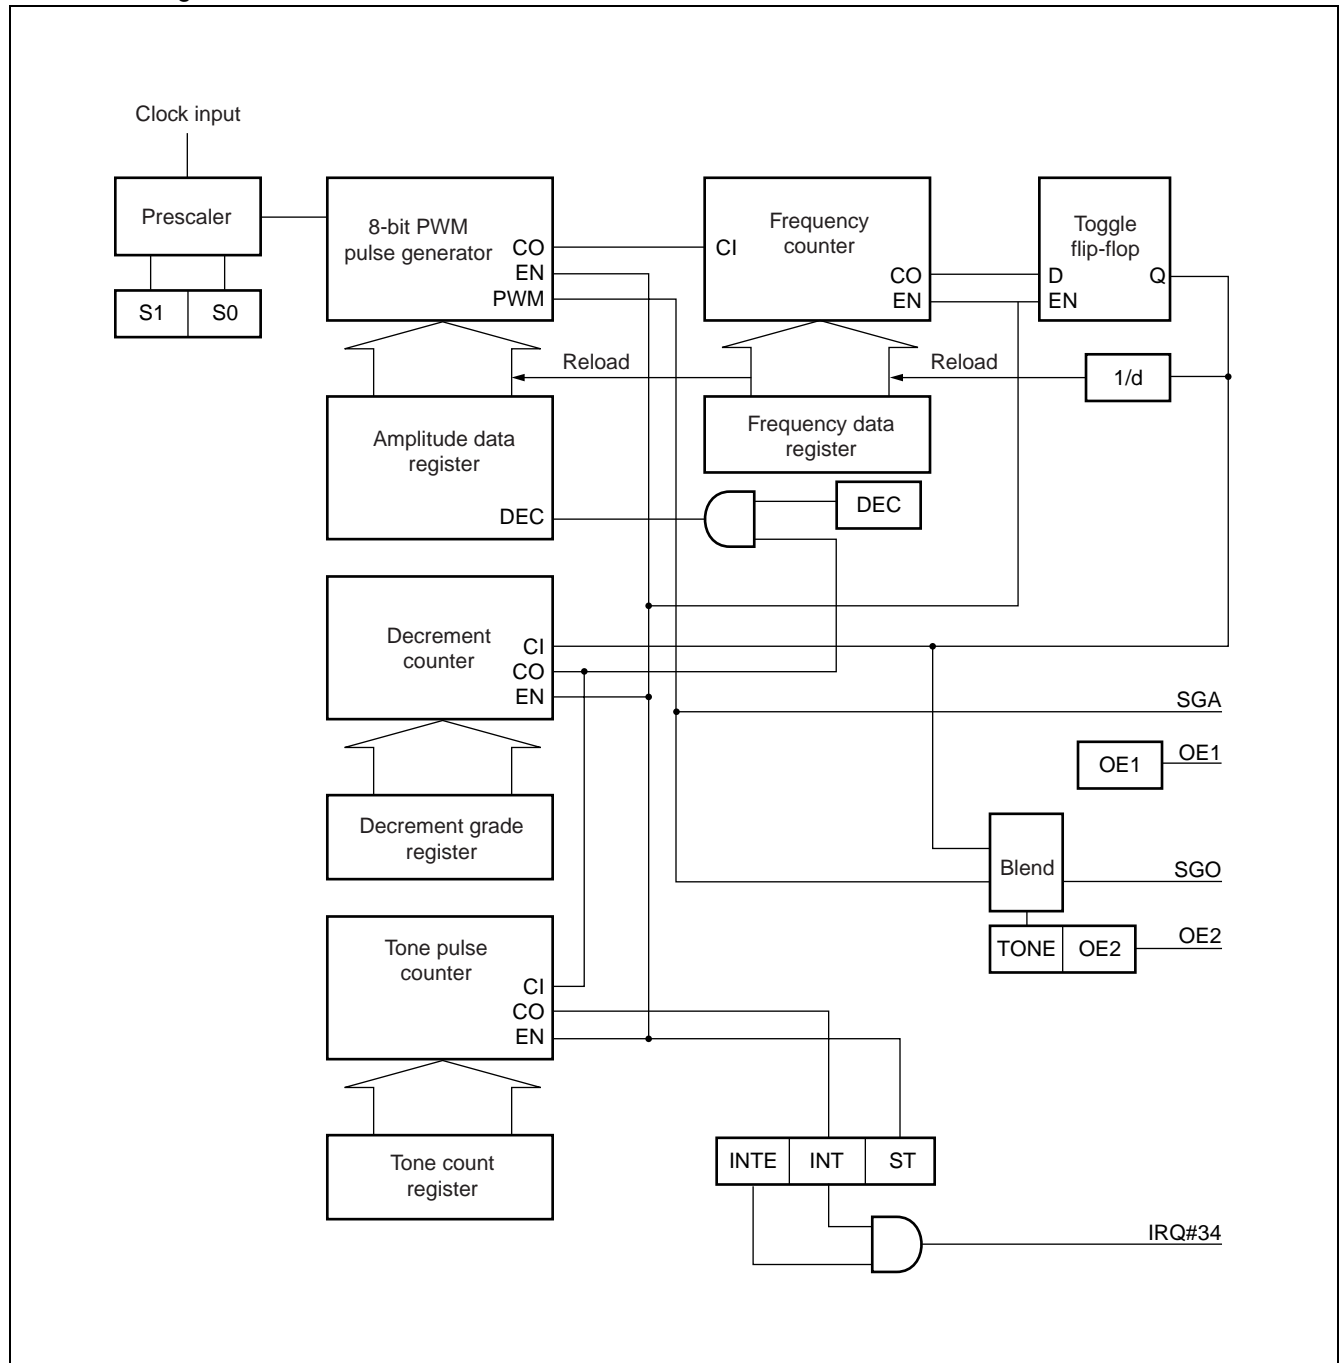 Clock input
Prescaler
S1 S0
8-bit PWM
pulse generator
CO
EN
PWM
Frequency
counter
CI
CO
EN
Toggle
flip-flop
D
EN
Q
Reload
Reload
1/d
Amplitude data
register
DEC
Frequency data
register
DEC
Decrement
counter
CI
CO
EN
SGA
OE1
OE1
Decrement grade
register
Blend
SGO
TONE OE2
OE2
Tone pulse
counter
CI
CO
EN
Tone count
register
INTE INT ST
IRQ#34